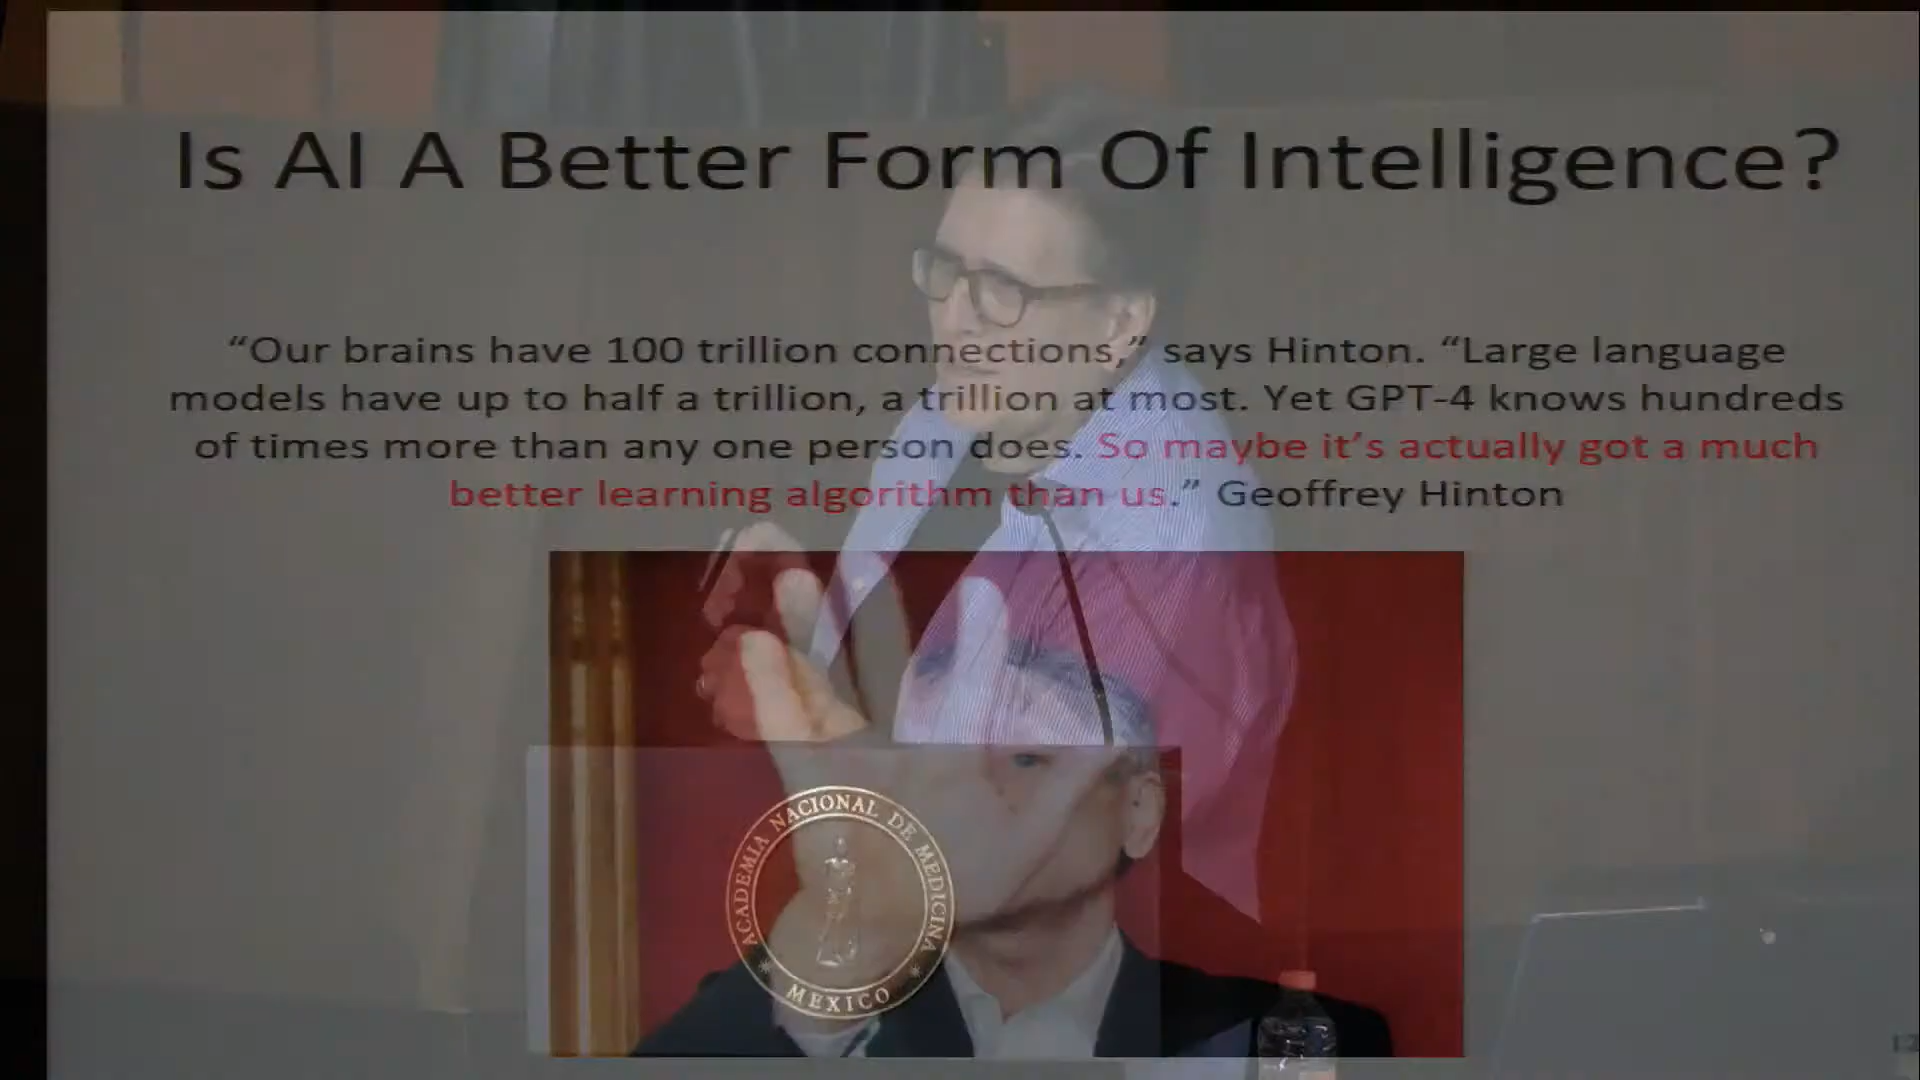 Is AI A Better Form Of Intelligence?
“Our brains have 100 trillion connections,” says Hinton. “Large language
models have up to half a trillion, a trillion at most. Yet GPT-4 knows hundreds
of times more than any one person does. So maybe it’s actually got a much
better learning algorithm than us.” Geoffrey Hinton
ACADEMIA NACIONAL DE MEDICINA
MEXICO
12